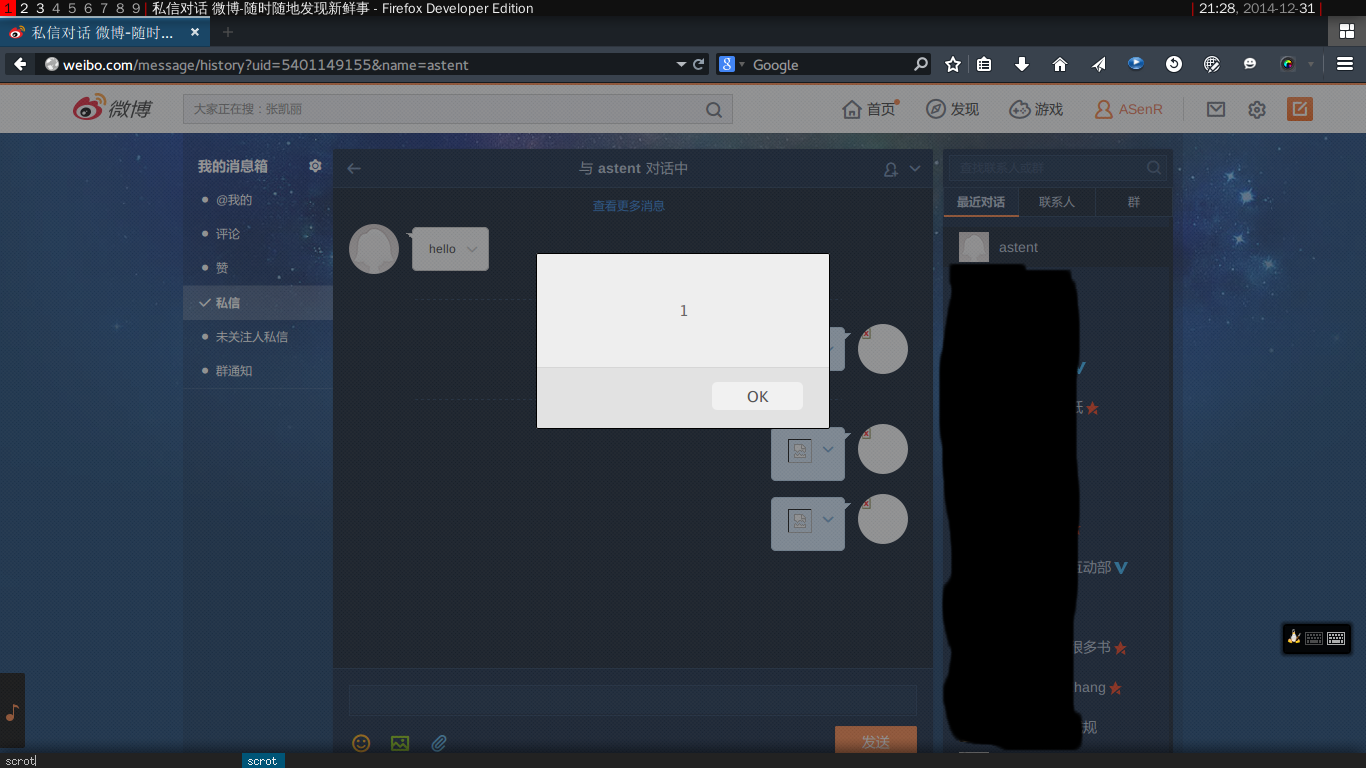 1 2 3 4 5 6 7 8 9 | 私信对话 微博-随时随地发现新鲜事 - Firefox Developer Edition | 21:28, 2014-12-31 |
私信对话 微博-随时... × +
weibo.com/message/history?uid=5401149155&name=astent
8 Google
微博 大家正在搜：张凯丽 首页 发现 游戏 ASenR
我的消息箱
@我的
评论
赞
私信
未关注人私信
群通知
与 astent 对话中
查看更多消息
hello
1
OK
发送
查找联系人或群
最近对话 联系人 群
astent
互动部
很多书
hang
规
scrot scrot